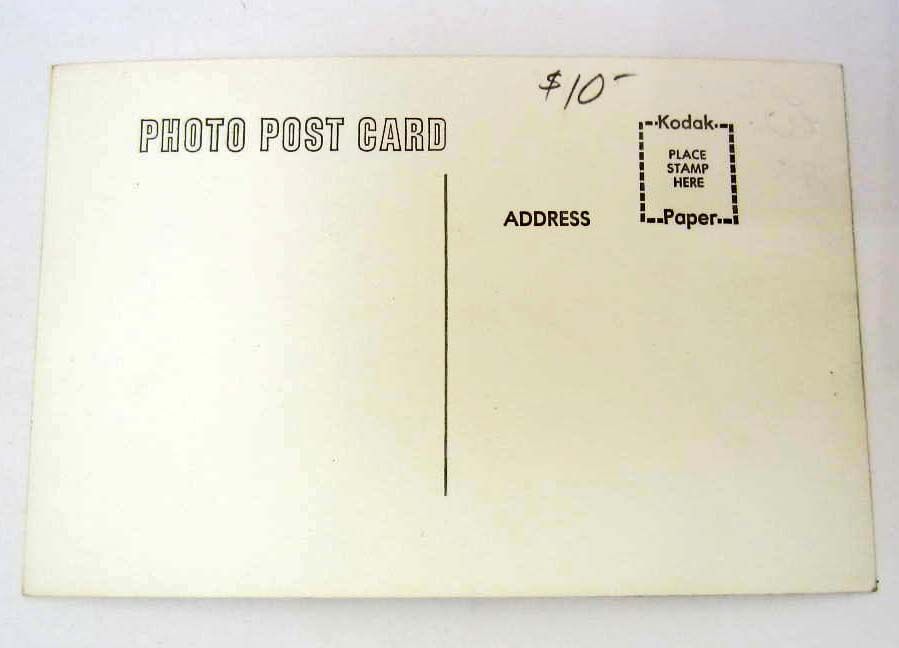 $10-
PHOTO POST CARD
Kodak
PLACE
STAMP
HERE
Paper
ADDRESS